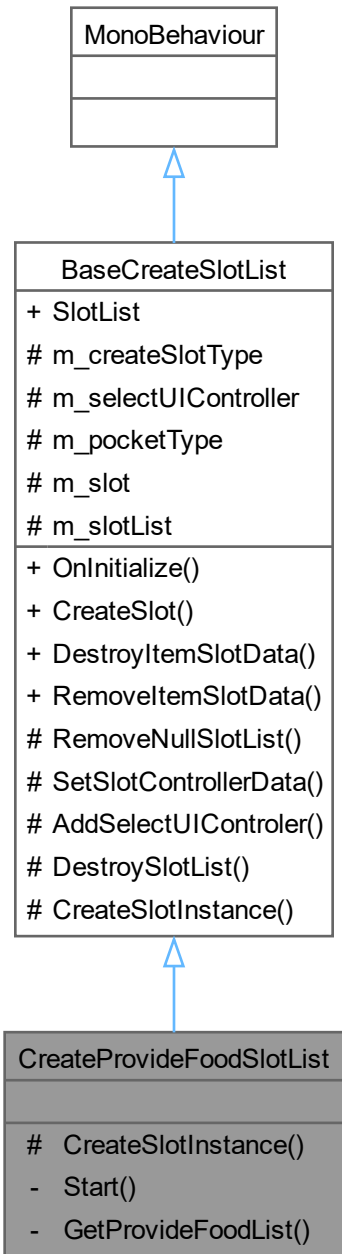 MonoBehaviour
BaseCreateSlotList
+ SlotList
# m_createSlotType
# m_selectUIController
# m_pocketType
# m_slot
# m_slotList
+ OnInitialize()
+ CreateSlot()
+ DestroyItemSlotData()
+ RemoveItemSlotData()
# RemoveNullSlotList()
# SetSlotControllerData()
# AddSelectUIControler()
# DestroySlotList()
# CreateSlotInstance()
CreateProvideFoodSlotList
# CreateSlotInstance()
- Start()
- GetProvideFoodList()